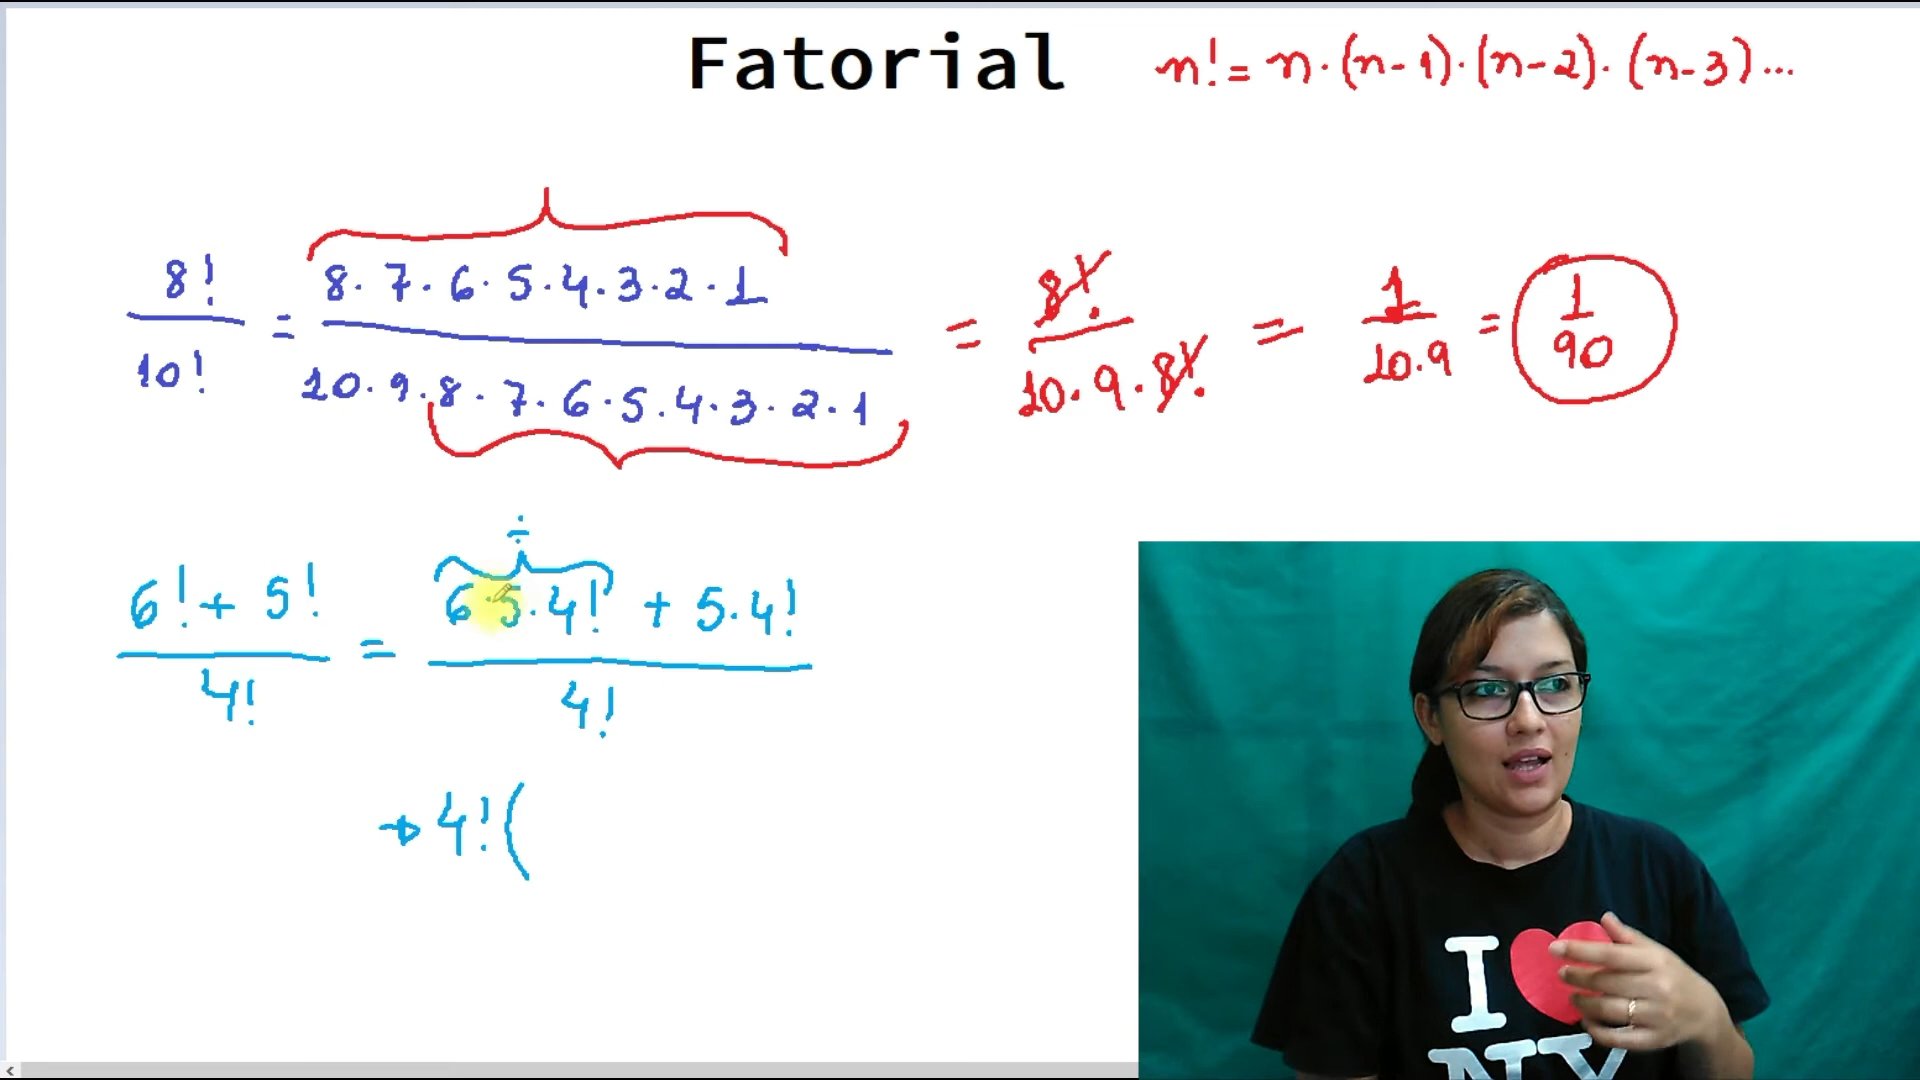 Fatorial
n! = n · (n-1) · (n-2) · (n-3) ...
8! / 10! = 8 · 7 · 6 · 5 · 4 · 3 · 2 · 1 / 10 · 9 · 8 · 7 · 6 · 5 · 4 · 3 · 2 · 1 = 8! / 10 · 9 · 8! = 1 / 10.9 = 1 / 90
÷
6! + 5! / 4! = 6 · 5 · 4! + 5 . 4! / 4!
→ 4! (
I
NY